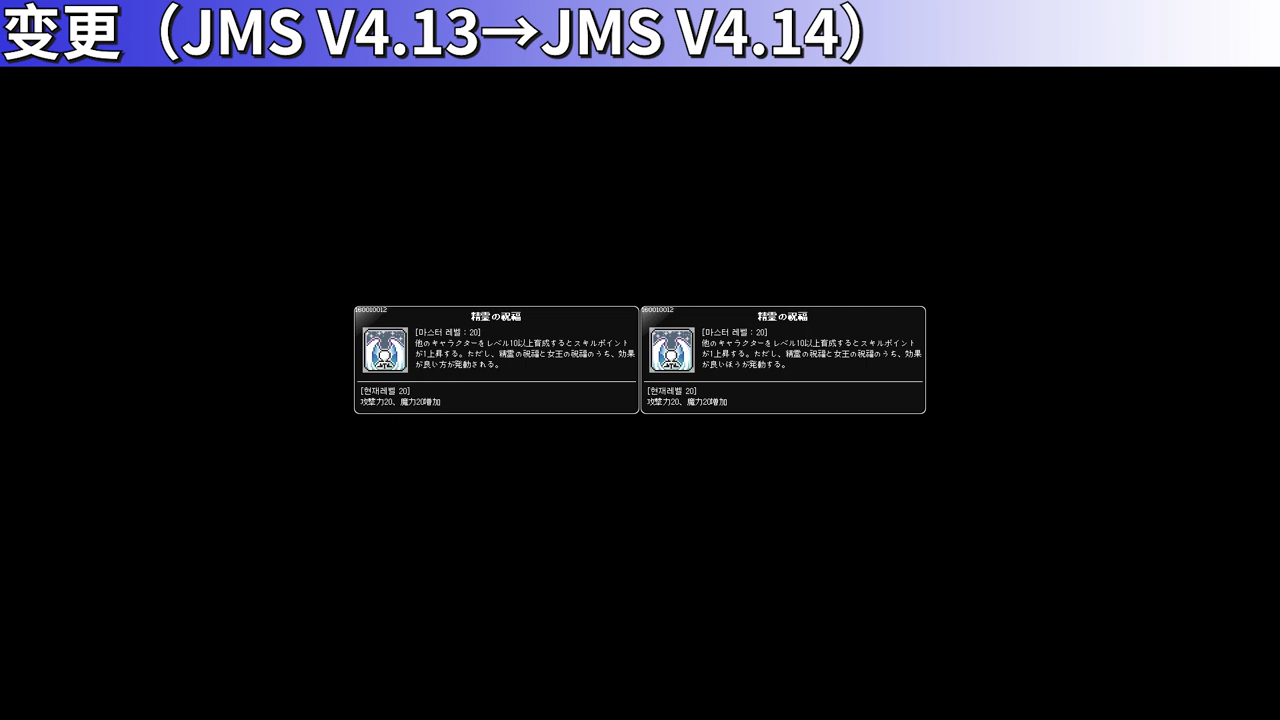 変更（JMS V4.13→JMS V4.14）
180010012
精霊の祝福
[마스터 레벨 : 20]
他のキャラクターをレベル10以上育成するとスキルポイント
が1上昇する。ただし、精霊の祝福と女王の祝福のうち、効果
が良い方が発動される。
[현재레벨 20]
攻撃力20、魔力20増加
180010012
精霊の祝福
[마스터 레벨 : 20]
他のキャラクターをレベル10以上育成するとスキルポイント
が1上昇する。ただし、精霊の祝福と女王の祝福のうち、効果
が良いほうが発動する。
[현재레벨 20]
攻撃力20、魔力20増加